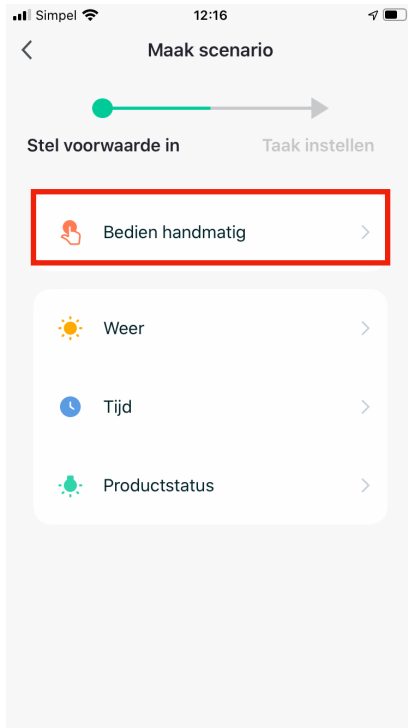 Simpel 12:16
Maak scenario
Stel voorwaarde in Taak instellen
Bedien handmatig
Weer
Tijd
Productstatus